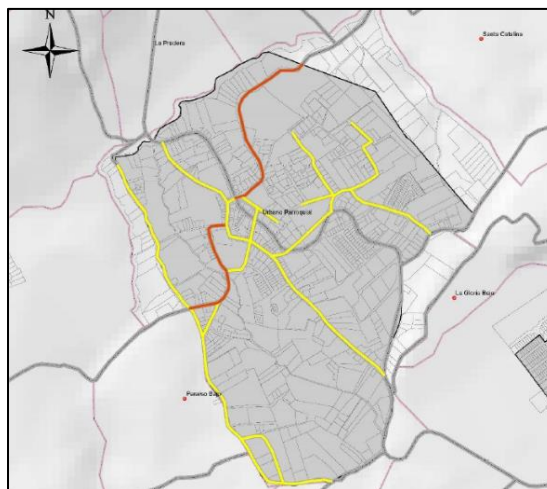 N
Santa Catalina
La Pradera
Urbano Parroquial
La Gloria Baja
Paraiso Bajo